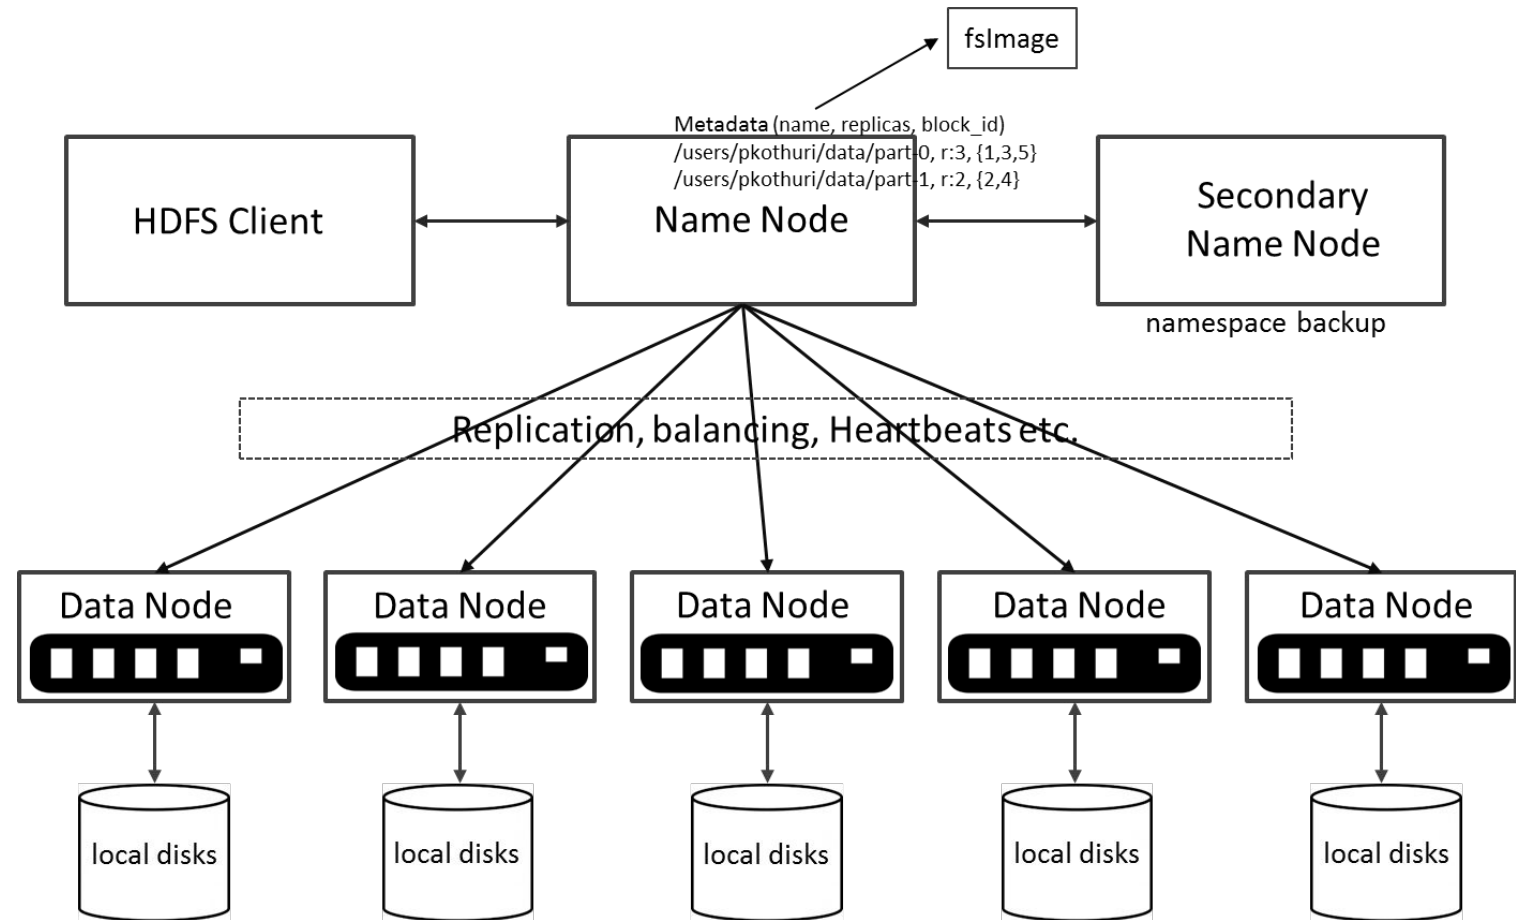 fsImage
Metadata (name, replicas, block_id)
/users/pkothuri/data/part-0, r:3, {1,3,5}
/users/pkothuri/data/part-1, r:2, {2,4}
HDFS Client
Name Node
Secondary
Name Node
namespace backup
Replication, balancing, Heartbeats etc.
Data Node
Data Node
Data Node
Data Node
Data Node
local disks
local disks
local disks
local disks
local disks